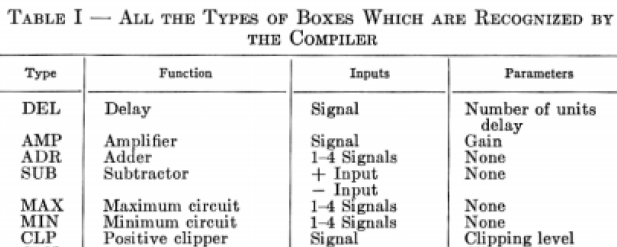 TABLE I — ALL THE TYPES OF BOXES WHICH ARE RECOGNIZED BY
THE COMPILER
Type Function Inputs Parameters
DEL Delay Signal Number of units
delay
AMP Amplifier Signal Gain
ADR Adder 1–4 Signals None
SUB Subtractor + Input None
− Input
MAX Maximum circuit 1–4 Signals None
MIN Minimum circuit 1–4 Signals None
CLP Positive clipper Signal Clipping level